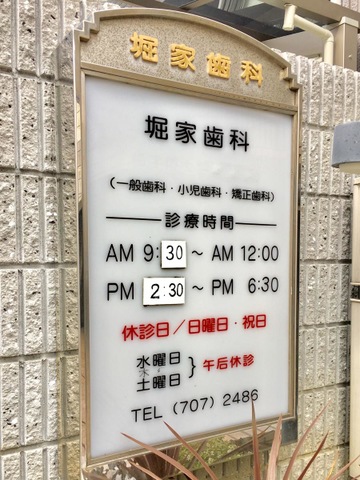 堀家歯科
堀家歯科
(一般歯科・小児歯科・矯正歯科)
診療時間
AM 9:30 ～ AM 12:00
PM 2:30 ～ PM 6:30
休診日/日曜日・祝日
水曜日
土曜日 } 午后休診
TEL (707) 2486